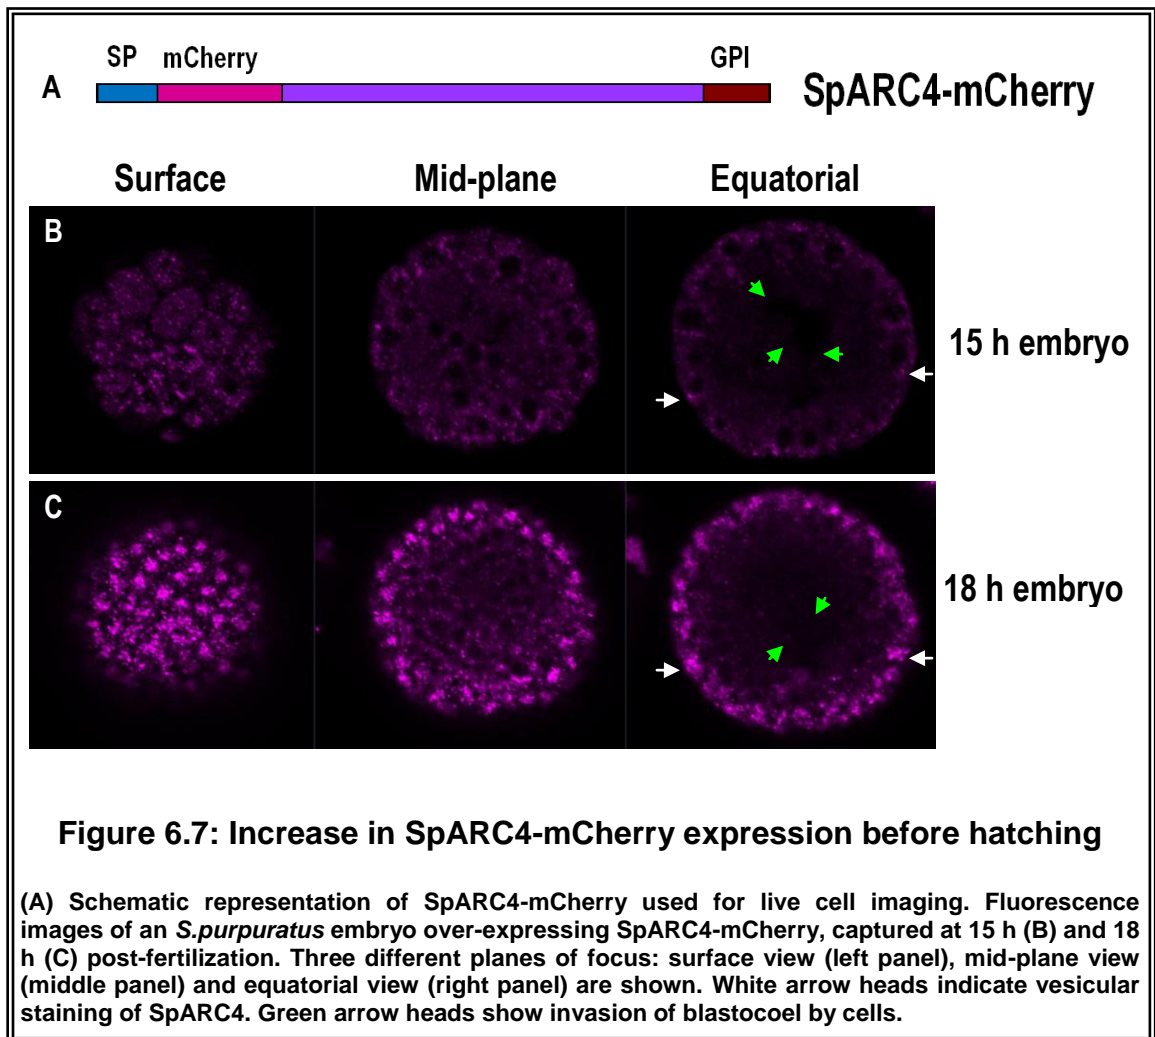 SP mCherry GPI
A SpARC4-mCherry
Surface Mid-plane Equatorial
B
15 h embryo
C
18 h embryo
Figure 6.7: Increase in SpARC4-mCherry expression before hatching
(A) Schematic representation of SpARC4-mCherry used for live cell imaging. Fluorescence
images of an S.purpuratus embryo over-expressing SpARC4-mCherry, captured at 15 h (B) and 18
h (C) post-fertilization. Three different planes of focus: surface view (left panel), mid-plane view
(middle panel) and equatorial view (right panel) are shown. White arrow heads indicate vesicular
staining of SpARC4. Green arrow heads show invasion of blastocoel by cells.